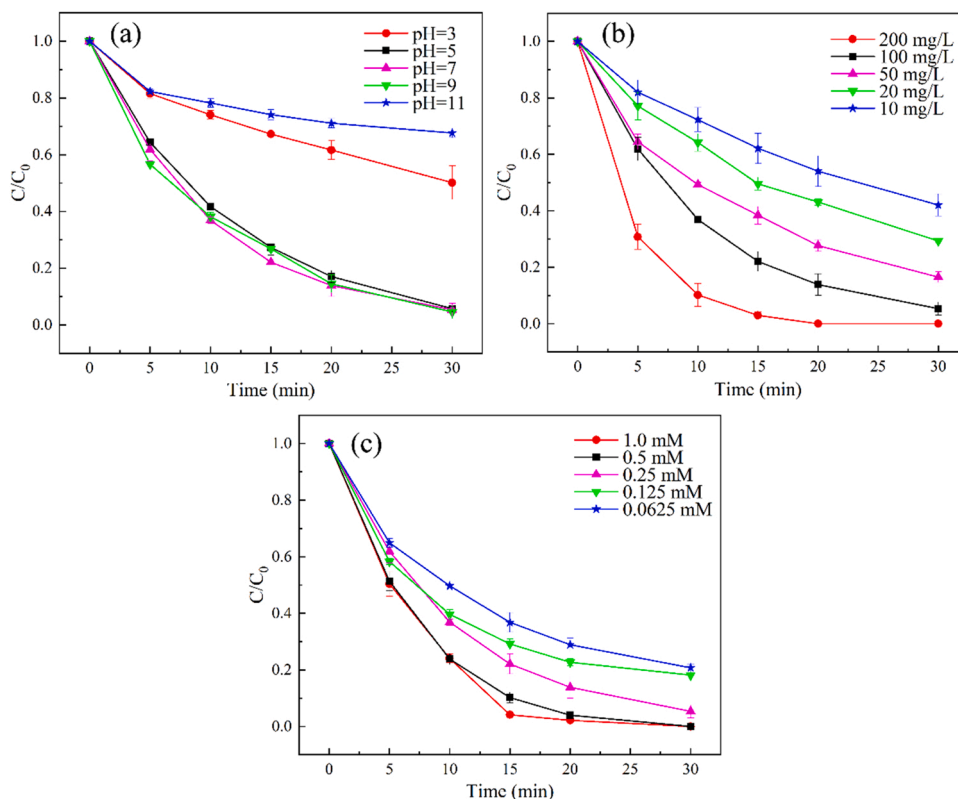 (a)
pH=3
pH=5
pH=7
pH=9
pH=11
C/C0
1.0
0.8
0.6
0.4
0.2
0.0
0 5 10 15 20 25 30
Time (min)
(b)
200 mg/L
100 mg/L
50 mg/L
20 mg/L
10 mg/L
C/C0
1.0
0.8
0.6
0.4
0.2
0.0
0 5 10 15 20 25 30
Time (min)
(c)
1.0 mM
0.5 mM
0.25 mM
0.125 mM
0.0625 mM
C/C0
1.0
0.8
0.6
0.4
0.2
0.0
0 5 10 15 20 25 30
Time (min)